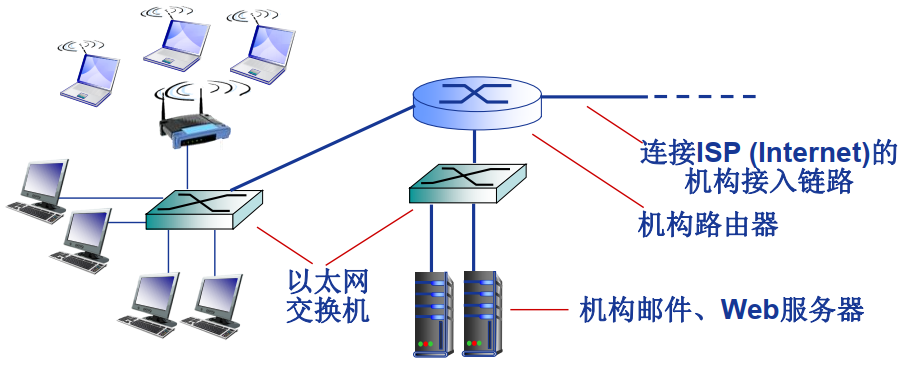 连接ISP (Internet)的
机构接入链路
机构路由器
以太网
交换机
机构邮件、Web服务器